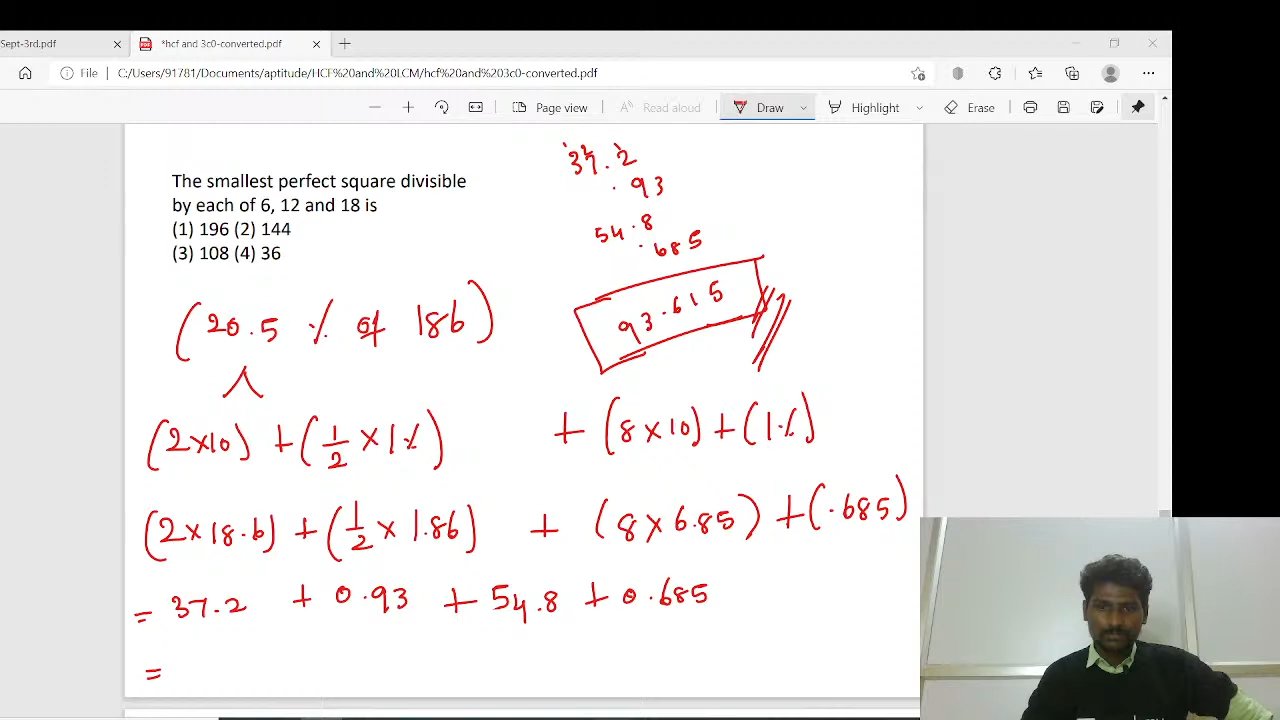 Sept-3rd.pdf
*hcf and 3c0-converted.pdf
File C:/Users/91781/Documents/aptitude/HCF%20and%20LCM/hcf%20and%203c0-converted.pdf
Page view Read aloud Draw Highlight Erase
The smallest perfect square divisible
by each of 6, 12 and 18 is
(1) 196 (2) 144
(3) 108 (4) 36
37.2
.93
54.8
.685
93.615
(20.5 % of 186)
(2×10) + (1/2 × 1%) + (8×10) + (1%)
(2×18.6) + (1/2 × 1.86) + (8×6.85) + (.685)
= 37.2 + 0.93 + 54.8 + 0.685
=